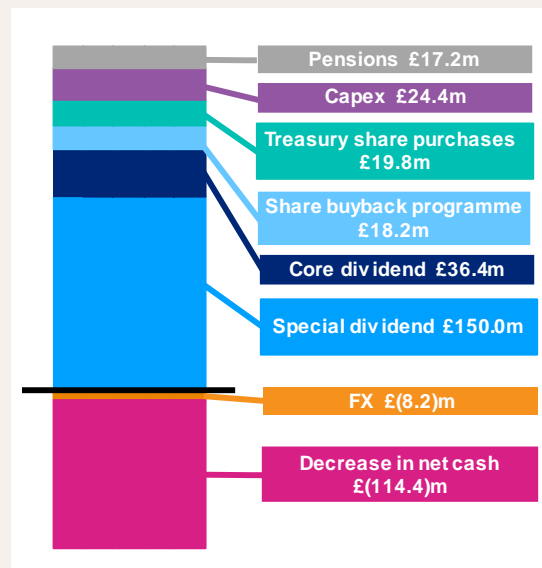 Pensions £17.2m
Capex £24.4m
Treasury share purchases
£19.8m
Share buyback programme
£18.2m
Core dividend £36.4m
Special dividend £150.0m
FX £(8.2)m
Decrease in net cash
£(114.4)m